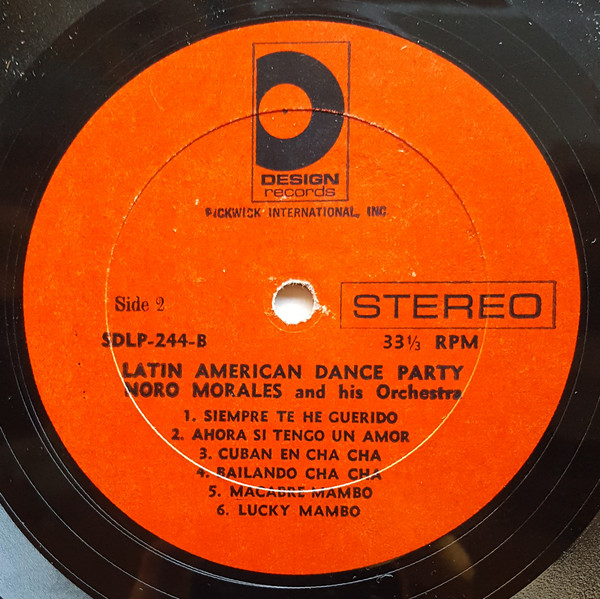 DESIGN
records
PICKWICK INTERNATIONAL, INC.
Side 2
STEREO
SDLP-244-B
33⅓ RPM
LATIN AMERICAN DANCE PARTY
NORO MORALES and his Orchestra
1. SIEMPRE TE HE GUERIDO
2. AHORA SI TENGO UN AMOR
3. CUBAN EN CHA CHA
4. BAILANDO CHA CHA
5. MACABRE MAMBO
6. LUCKY MAMBO